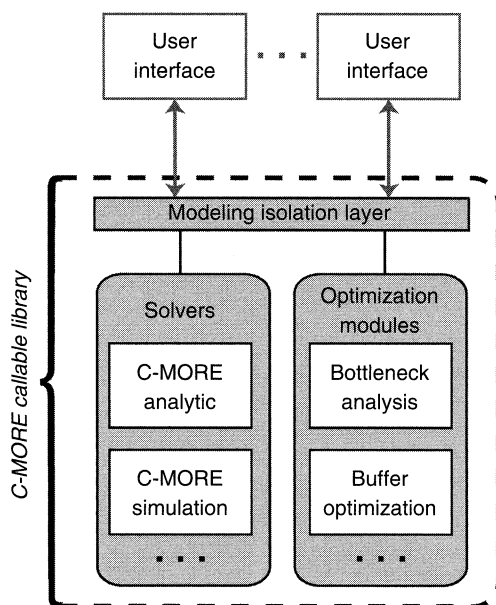 User
interface
. . .
User
interface
Modeling isolation layer
C-MORE callable library
Solvers
C-MORE
analytic
C-MORE
simulation
. . .
Optimization
modules
Bottleneck
analysis
Buffer
optimization
. . .